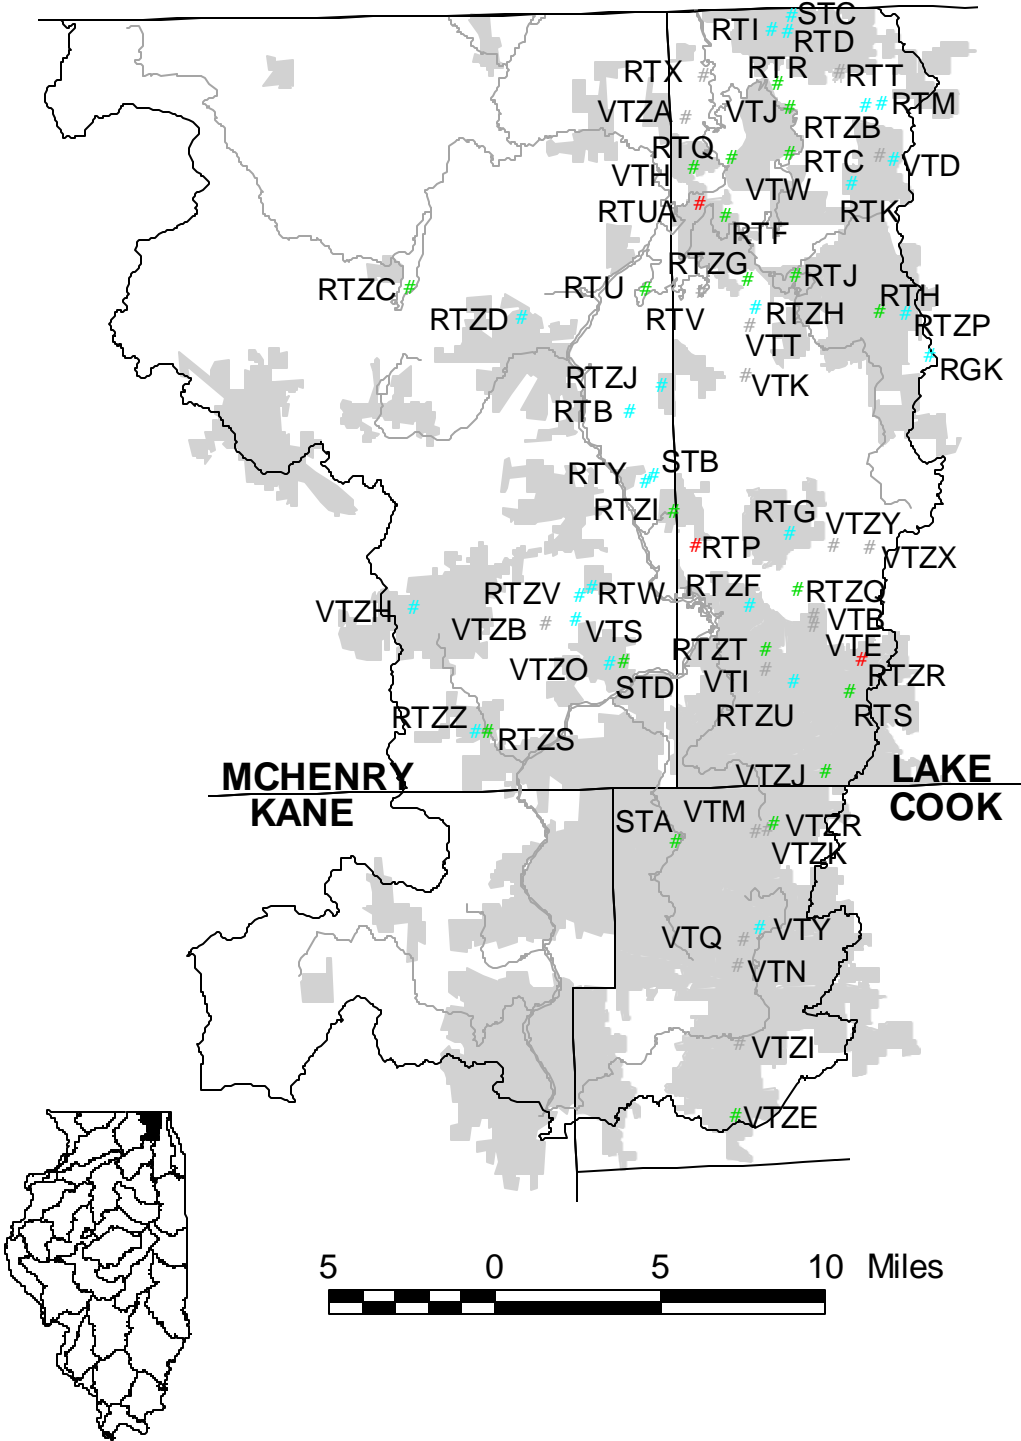 STC
RTI
RTD
RTX
RTR
RTT
VTZA
VTJ
RTM
RTZB
RTQ
RTC
VTD
VTH
VTW
RTUA
RTK
RTF
RTZG
RTJ
RTZC
RTU
RTH
RTZD
RTV
RTZH
RTZP
VTT
RTZJ
VTK
RGK
RTB
STB
RTY
RTZI
RTG
VTZY
RTP
VTZX
RTZF
RTZV
RTW
RTZQ
VTZH
VTZB
VTS
VTB
RTZT
VTE
VTZO
STD
VTI
RTZR
RTZZ
RTZU
RTS
RTZS
MCHENRY
VTZJ
LAKE
KANE
COOK
STA
VTM
VTZR
VTZK
VTQ
VTY
VTN
VTZI
VTZE
5 0 5 10 Miles